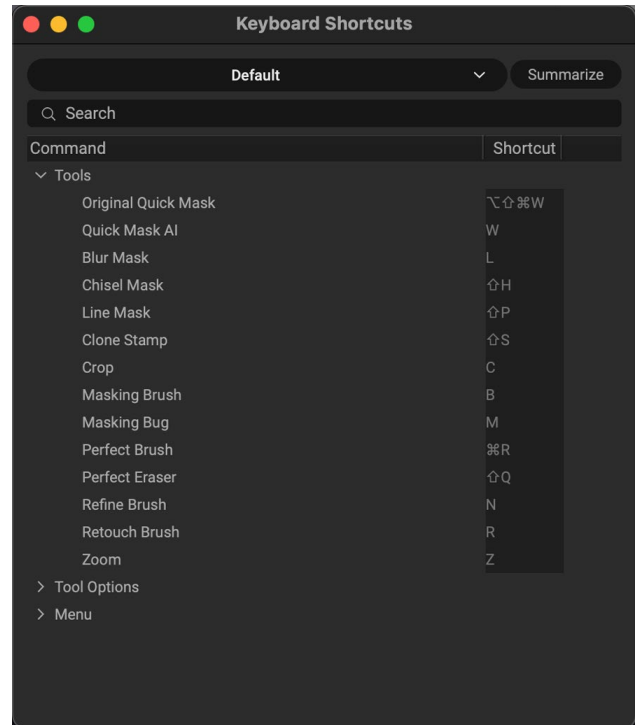 Keyboard Shortcuts
Default Summarize
Search
Command Shortcut
Tools
Original Quick Mask ⌥⇧⌘W
Quick Mask AI W
Blur Mask L
Chisel Mask ⇧H
Line Mask ⇧P
Clone Stamp ⇧S
Crop C
Masking Brush B
Masking Bug M
Perfect Brush ⌘R
Perfect Eraser ⇧Q
Refine Brush N
Retouch Brush R
Zoom Z
Tool Options
Menu